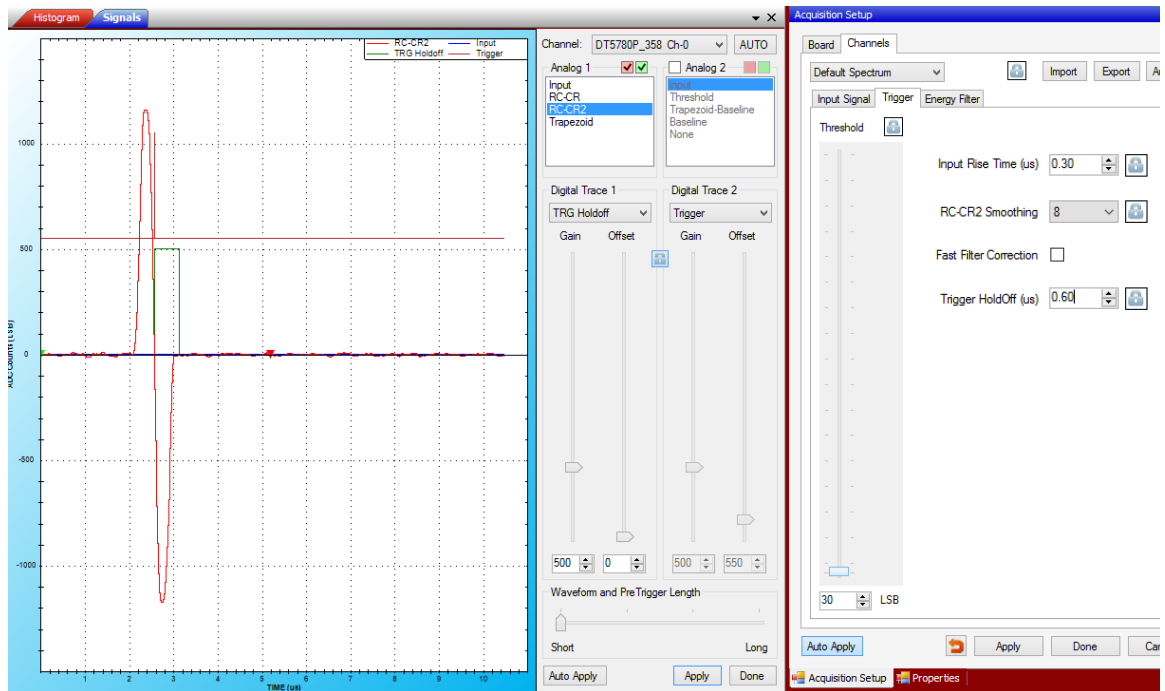 Histogram
Signals
RC-CR2
Input
TRG Holdoff
Trigger
1000
500
0
-500
-1000
ADC Counts (LSB)
1
2
3
4
5
6
7
8
9
10
TIME (us)
Channel: DT5780P_358 Ch-0 AUTO
Analog 1
Input
RC-CR
RC-CR2
Trapezoid
Analog 2
Input
Threshold
Trapezoid-Baseline
Baseline
None
Digital Trace 1
TRG Holdoff
Gain Offset
500 0
Digital Trace 2
Trigger
Gain Offset
500 550
Waveform and PreTrigger Length
Short Long
Auto Apply Apply Done
Acquisition Setup
Board Channels
Default Spectrum Import Export
Input Signal Trigger Energy Filter
Threshold
Input Rise Time (us) 0.30
RC-CR2 Smoothing 8
Fast Filter Correction
Trigger HoldOff (us) 0.60
30 LSB
Auto Apply Apply Done
Acquisition Setup Properties